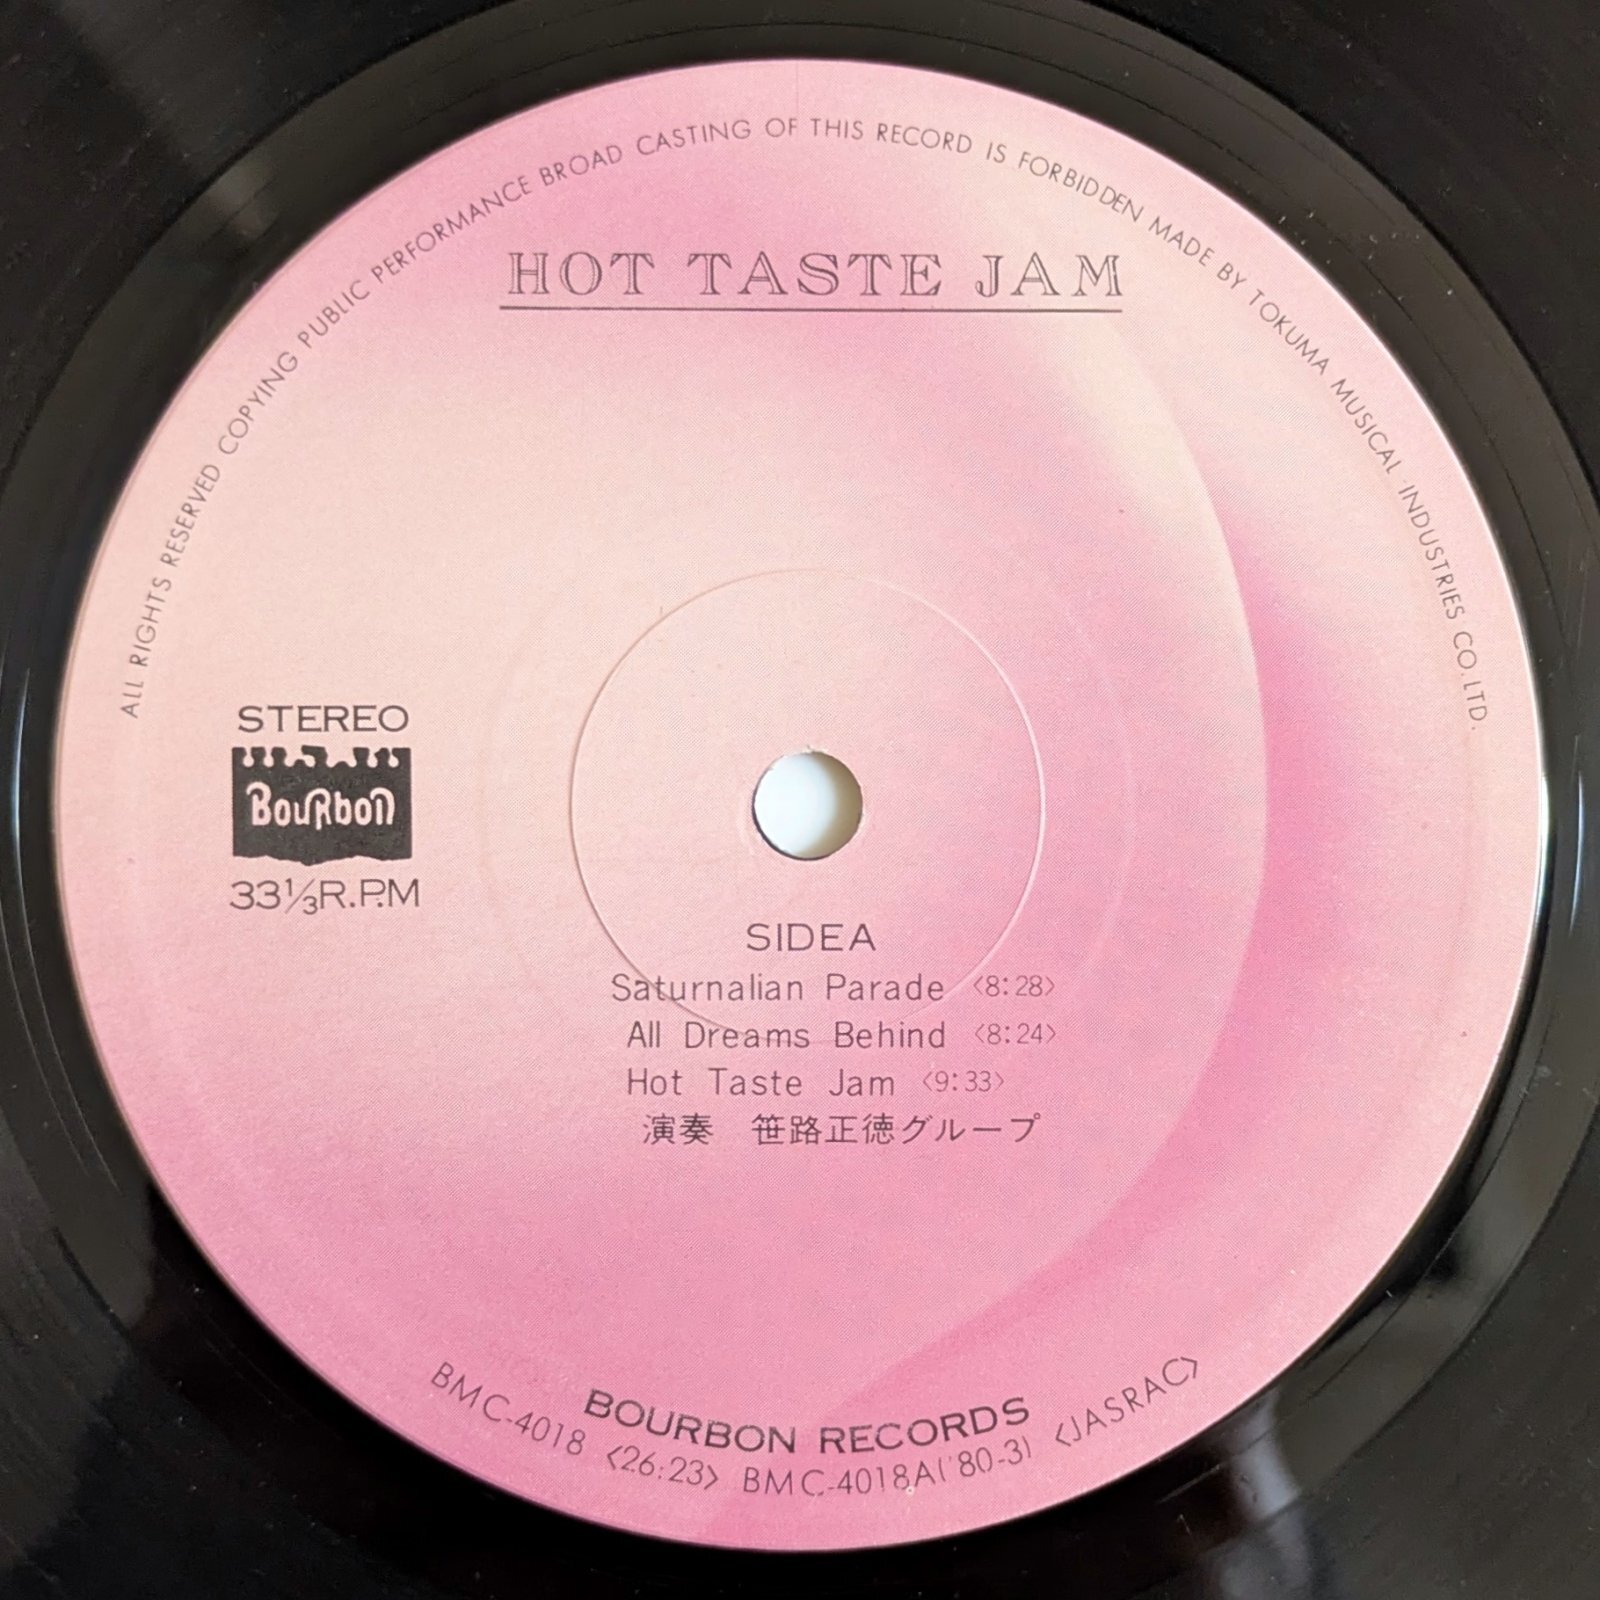 ALL RIGHTS RESERVED COPYING PUBLIC PERFORMANCE BROAD CASTING OF THIS RECORD IS FORBIDDEN MADE BY TOKUMA MUSICAL INDUSTRIES CO.LTD.
HOT TASTE JAM
STEREO
BouRbon
33⅓R.P.M
SIDEA
Saturnalian Parade 〈8:28〉
All Dreams Behind 〈8:24〉
Hot Taste Jam 〈9:33〉
演奏 笹路正徳グループ
BOURBON RECORDS
BMC-4018 〈26:23〉 BMC-4018A('80-3) 〈JASRAC〉